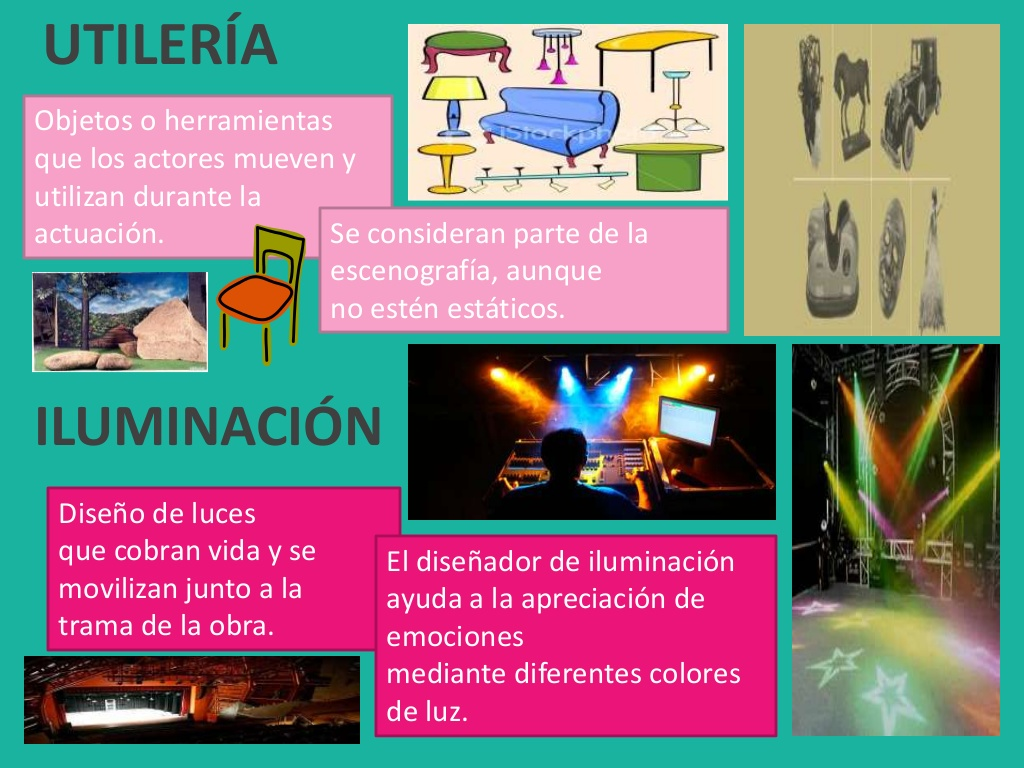 UTILERÍA
Objetos o herramientas
que los actores mueven y
utilizan durante la
actuación.
Se consideran parte de la
escenografía, aunque
no estén estáticos.
ILUMINACIÓN
Diseño de luces
que cobran vida y se
movilizan junto a la
trama de la obra.
El diseñador de iluminación
ayuda a la apreciación de
emociones
mediante diferentes colores
de luz.